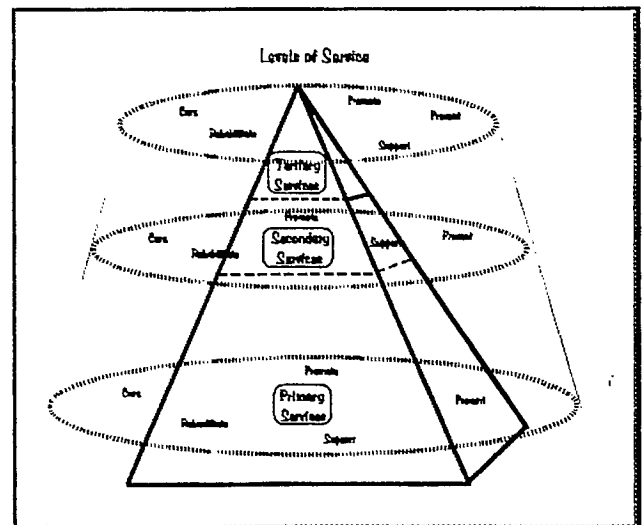 Levels of Service
Promote
Cure
Prevent
Rehabilitate
Support
Tertiary
Services
Promote
Cure
Secondary
Services
Support
Prevent
Rehabilitate
Promote
Cure
Primary
Services
Prevent
Rehabilitate
Support